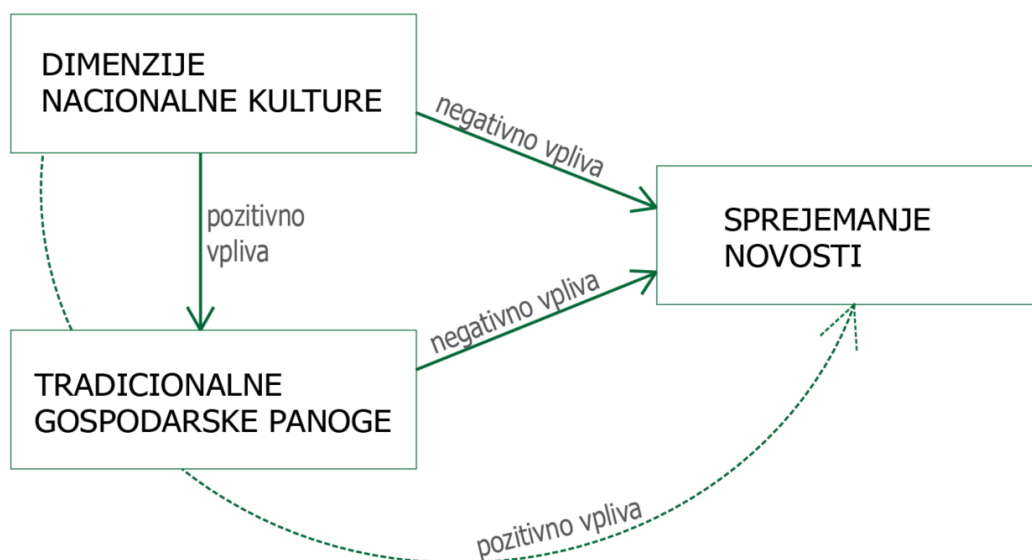 DIMENZIJE
NACIONALNE KULTURE
negativno vpliva
pozitivno
vpliva
SPREJEMANJE
NOVOSTI
negativno vpliva
TRADICIONALNE
GOSPODARSKE PANOGE
pozitivno vpliva